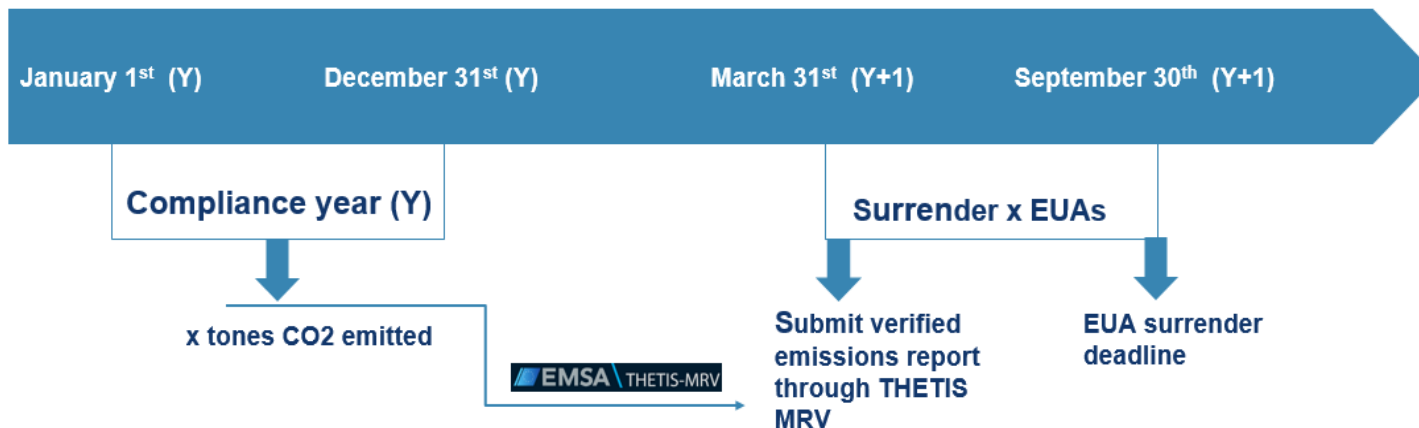 January 1st (Y)
December 31st (Y)
March 31st (Y+1)
September 30th (Y+1)
Compliance year (Y)
Surrender x EUAs
x tones CO2 emitted
EMSA \ THETIS-MRV
Submit verified
emissions report
through THETIS
MRV
EUA surrender
deadline